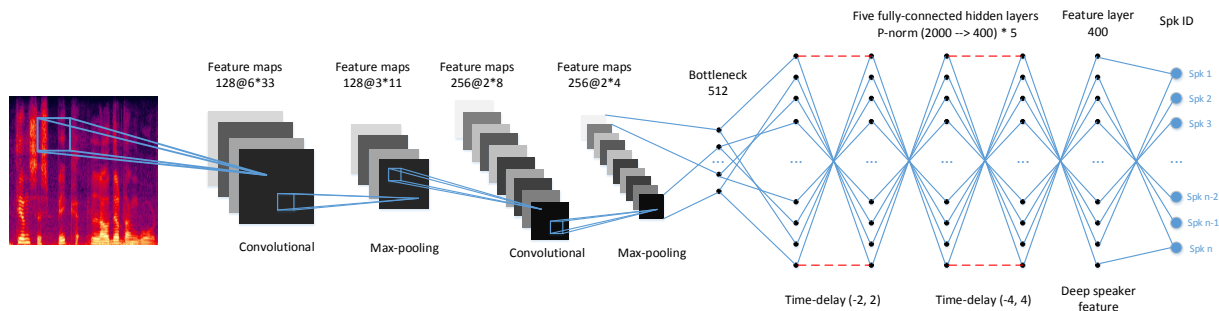 Five fully-connected hidden layers
P-norm (2000 --> 400) * 5
Feature layer
400
Spk ID
Feature maps
128@6*33
Feature maps
128@3*11
Feature maps
256@2*8
Feature maps
256@2*4
Bottleneck
512
Spk 1
Spk 2
Spk 3
...
...
...
...
...
...
...
Spk n-2
Spk n-1
Spk n
Convolutional
Max-pooling
Convolutional
Max-pooling
Time-delay (-2, 2)
Time-delay (-4, 4)
Deep speaker
feature